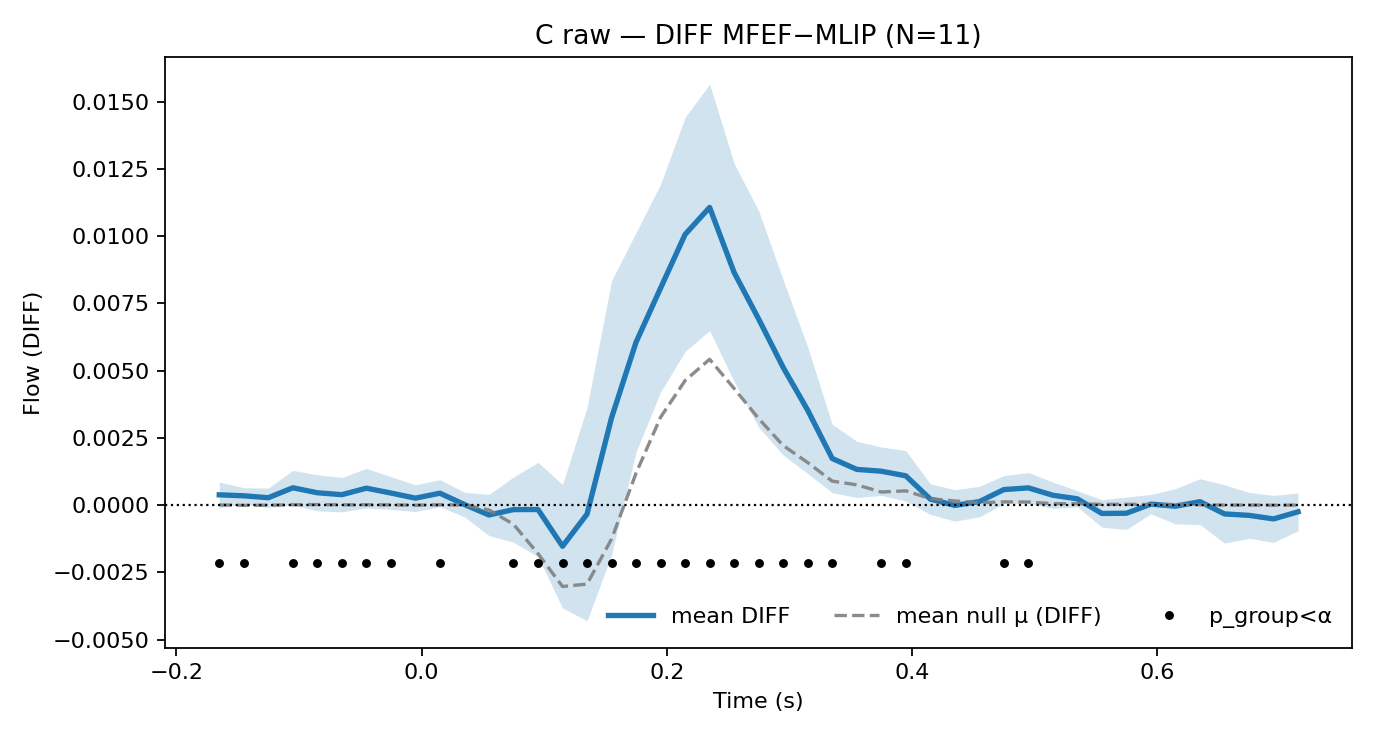 C raw — DIFF MFEF−MLIP (N=11)
Flow (DIFF)
0.0150
0.0125
0.0100
0.0075
0.0050
0.0025
0.0000
−0.0025
−0.0050
mean DIFF
mean null μ (DIFF)
p_group<α
−0.2
0.0
0.2
0.4
0.6
Time (s)